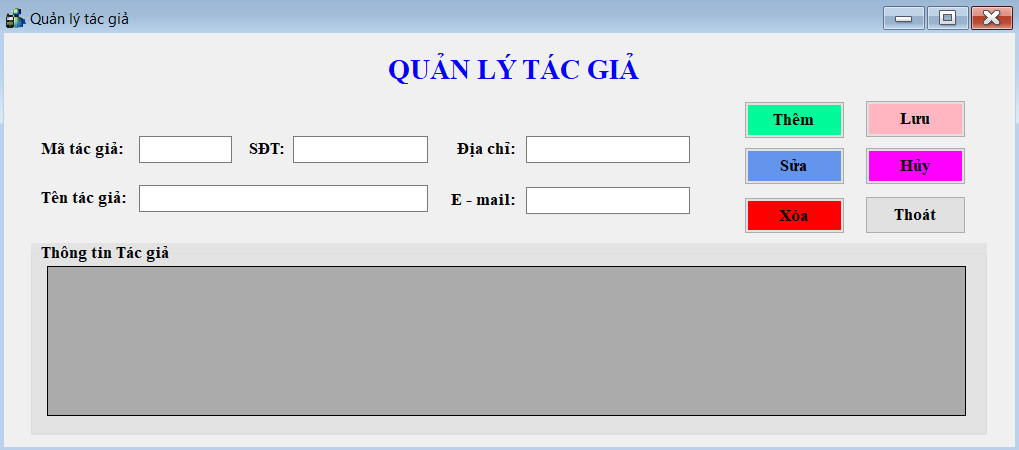 Quản lý tác giả
QUẢN LÝ TÁC GIẢ
Mã tác giả: SĐT: Địa chỉ:
Tên tác giả: E - mail:
Thêm Lưu
Sửa Hủy
Xóa Thoát
Thông tin Tác giả